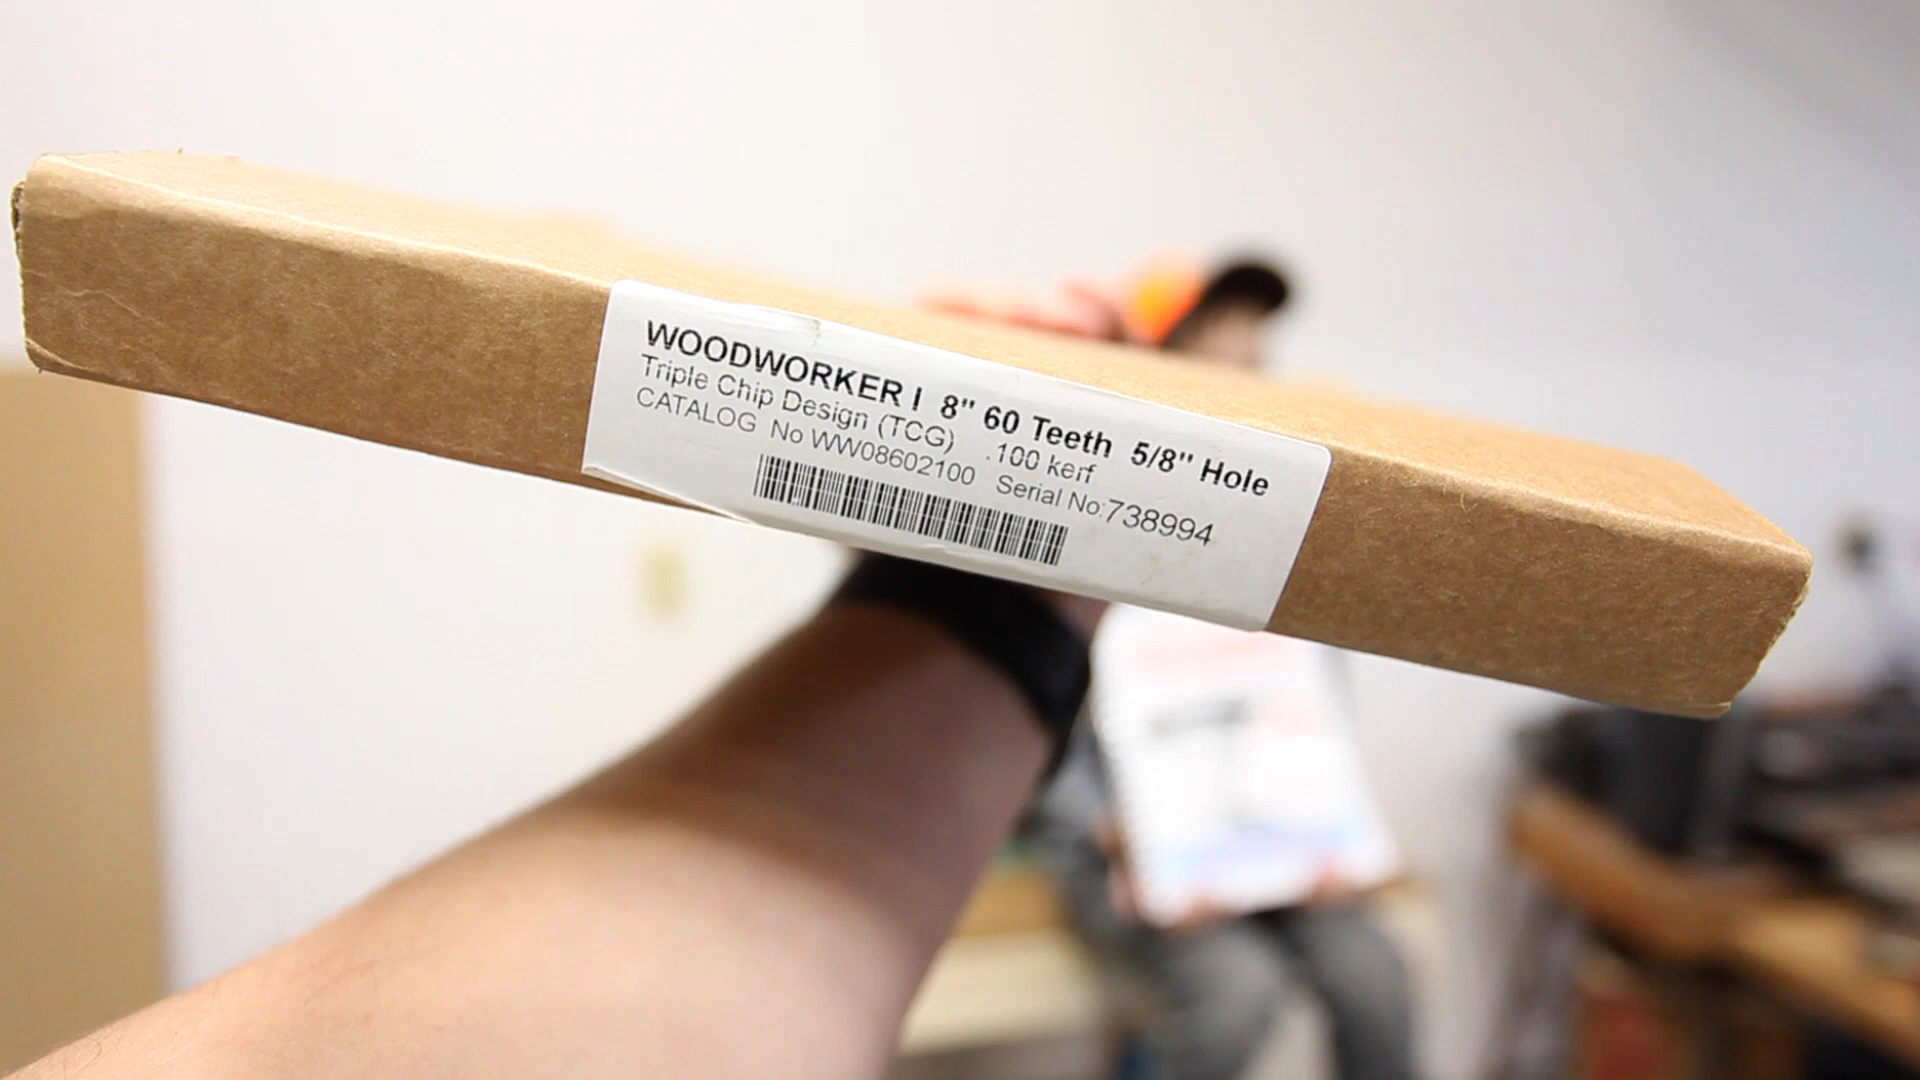 WOODWORKER I 8" 60 Teeth 5/8" Hole
Triple Chip Design (TCG) .100 kerf
CATALOG No WW08602100 Serial No:738994